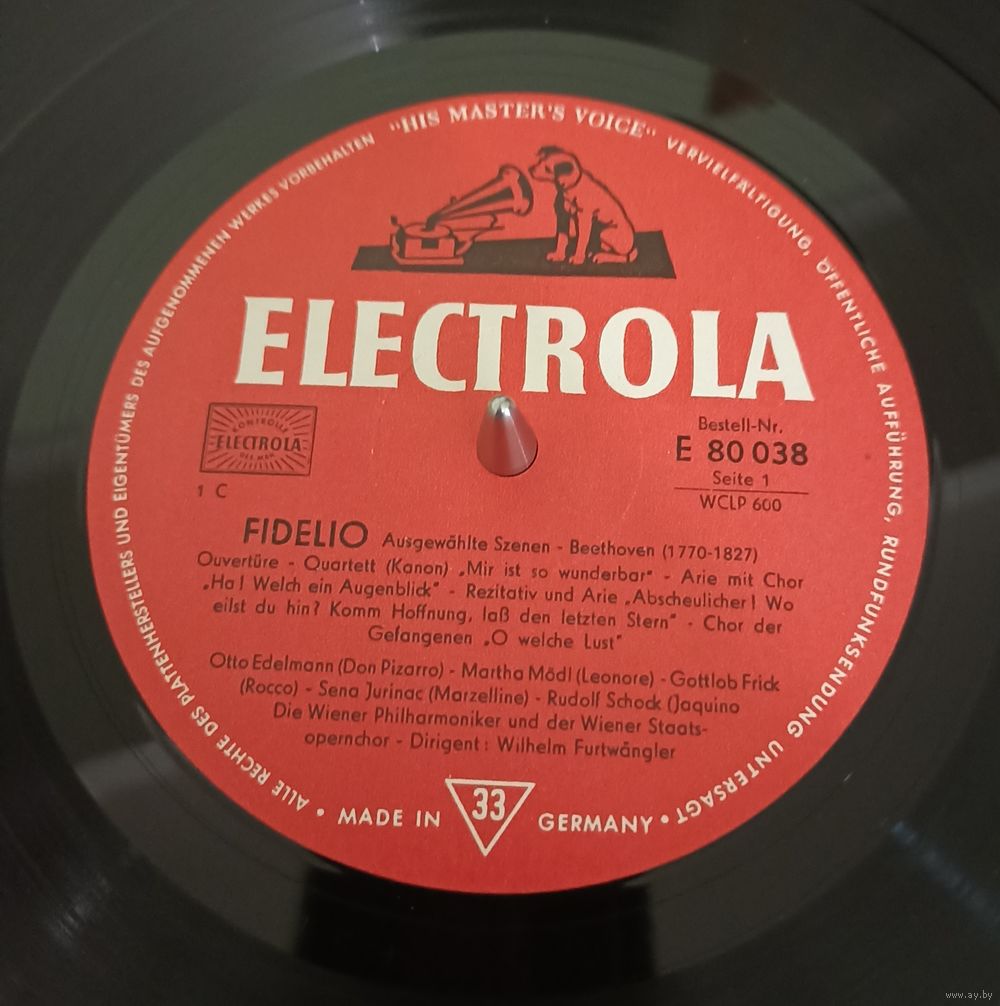 "HIS MASTER'S VOICE"
VERVIELFÄLTIGUNG, ÖFFENTLICHE AUFFÜHRUNG, RUNDFUNKSENDUNG UNTERSAGT •
MADE IN 33 GERMANY
• ALLE RECHTE DES PLATTENHERSTELLERS UND EIGENTÜMERS DES AUFGENOMMENEN WERKES VORBEHALTEN
ELECTROLA
KONTROLLE
ELECTROLA
1 C
Bestell-Nr.
E 80 038
Seite 1
WCLP 600
FIDELIO Ausgewählte Szenen - Beethoven (1770-1827)
Ouvertüre - Quartett (Kanon) „Mir ist so wunderbar" - Arie mit Chor
„Ha! Welch ein Augenblick" - Rezitativ und Arie „Abscheulicher! Wo
eilst du hin? Komm Hoffnung, laß den letzten Stern" - Chor der
Gefangenen „O welche Lust"
Otto Edelmann (Don Pizarro) - Martha Mödl (Leonore) - Gottlob Frick
(Rocco) - Sena Jurinac (Marzelline) - Rudolf Schock (Jaquino
Die Wiener Philharmoniker und der Wiener Staats-
opernchor - Dirigent: Wilhelm Furtwängler
www.ay.by